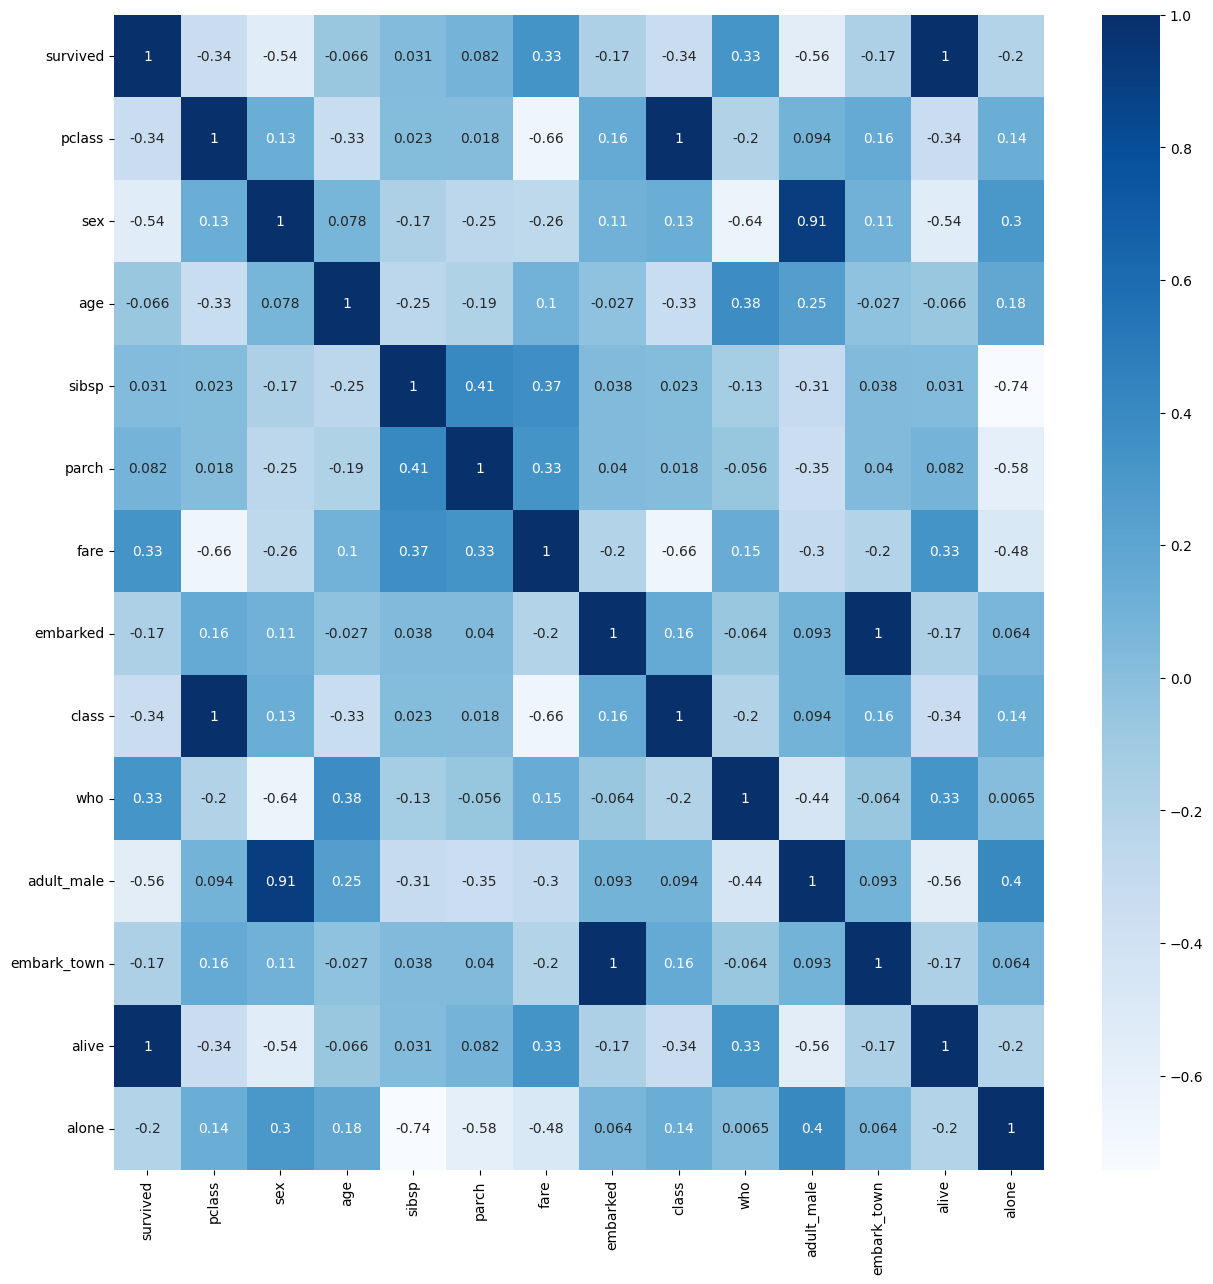 survived 1 -0.34 -0.54 -0.066 0.031 0.082 0.33 -0.17 -0.34 0.33 -0.56 -0.17 1 -0.2
pclass -0.34 1 0.13 -0.33 0.023 0.018 -0.66 0.16 1 -0.2 0.094 0.16 -0.34 0.14
sex -0.54 0.13 1 0.078 -0.17 -0.25 -0.26 0.11 0.13 -0.64 0.91 0.11 -0.54 0.3
age -0.066 -0.33 0.078 1 -0.25 -0.19 0.1 -0.027 -0.33 0.38 0.25 -0.027 -0.066 0.18
sibsp 0.031 0.023 -0.17 -0.25 1 0.41 0.37 0.038 0.023 -0.13 -0.31 0.038 0.031 -0.74
parch 0.082 0.018 -0.25 -0.19 0.41 1 0.33 0.04 0.018 -0.056 -0.35 0.04 0.082 -0.58
fare 0.33 -0.66 -0.26 0.1 0.37 0.33 1 -0.2 -0.66 0.15 -0.3 -0.2 0.33 -0.48
embarked -0.17 0.16 0.11 -0.027 0.038 0.04 -0.2 1 0.16 -0.064 0.093 1 -0.17 0.064
class -0.34 1 0.13 -0.33 0.023 0.018 -0.66 0.16 1 -0.2 0.094 0.16 -0.34 0.14
who 0.33 -0.2 -0.64 0.38 -0.13 -0.056 0.15 -0.064 -0.2 1 -0.44 -0.064 0.33 0.0065
adult_male -0.56 0.094 0.91 0.25 -0.31 -0.35 -0.3 0.093 0.094 -0.44 1 0.093 -0.56 0.4
embark_town -0.17 0.16 0.11 -0.027 0.038 0.04 -0.2 1 0.16 -0.064 0.093 1 -0.17 0.064
alive 1 -0.34 -0.54 -0.066 0.031 0.082 0.33 -0.17 -0.34 0.33 -0.56 -0.17 1 -0.2
alone -0.2 0.14 0.3 0.18 -0.74 -0.58 -0.48 0.064 0.14 0.0065 0.4 0.064 -0.2 1
survived pclass sex age sibsp parch fare embarked class who adult_male embark_town alive alone
1.0
0.8
0.6
0.4
0.2
0.0
−0.2
−0.4
−0.6